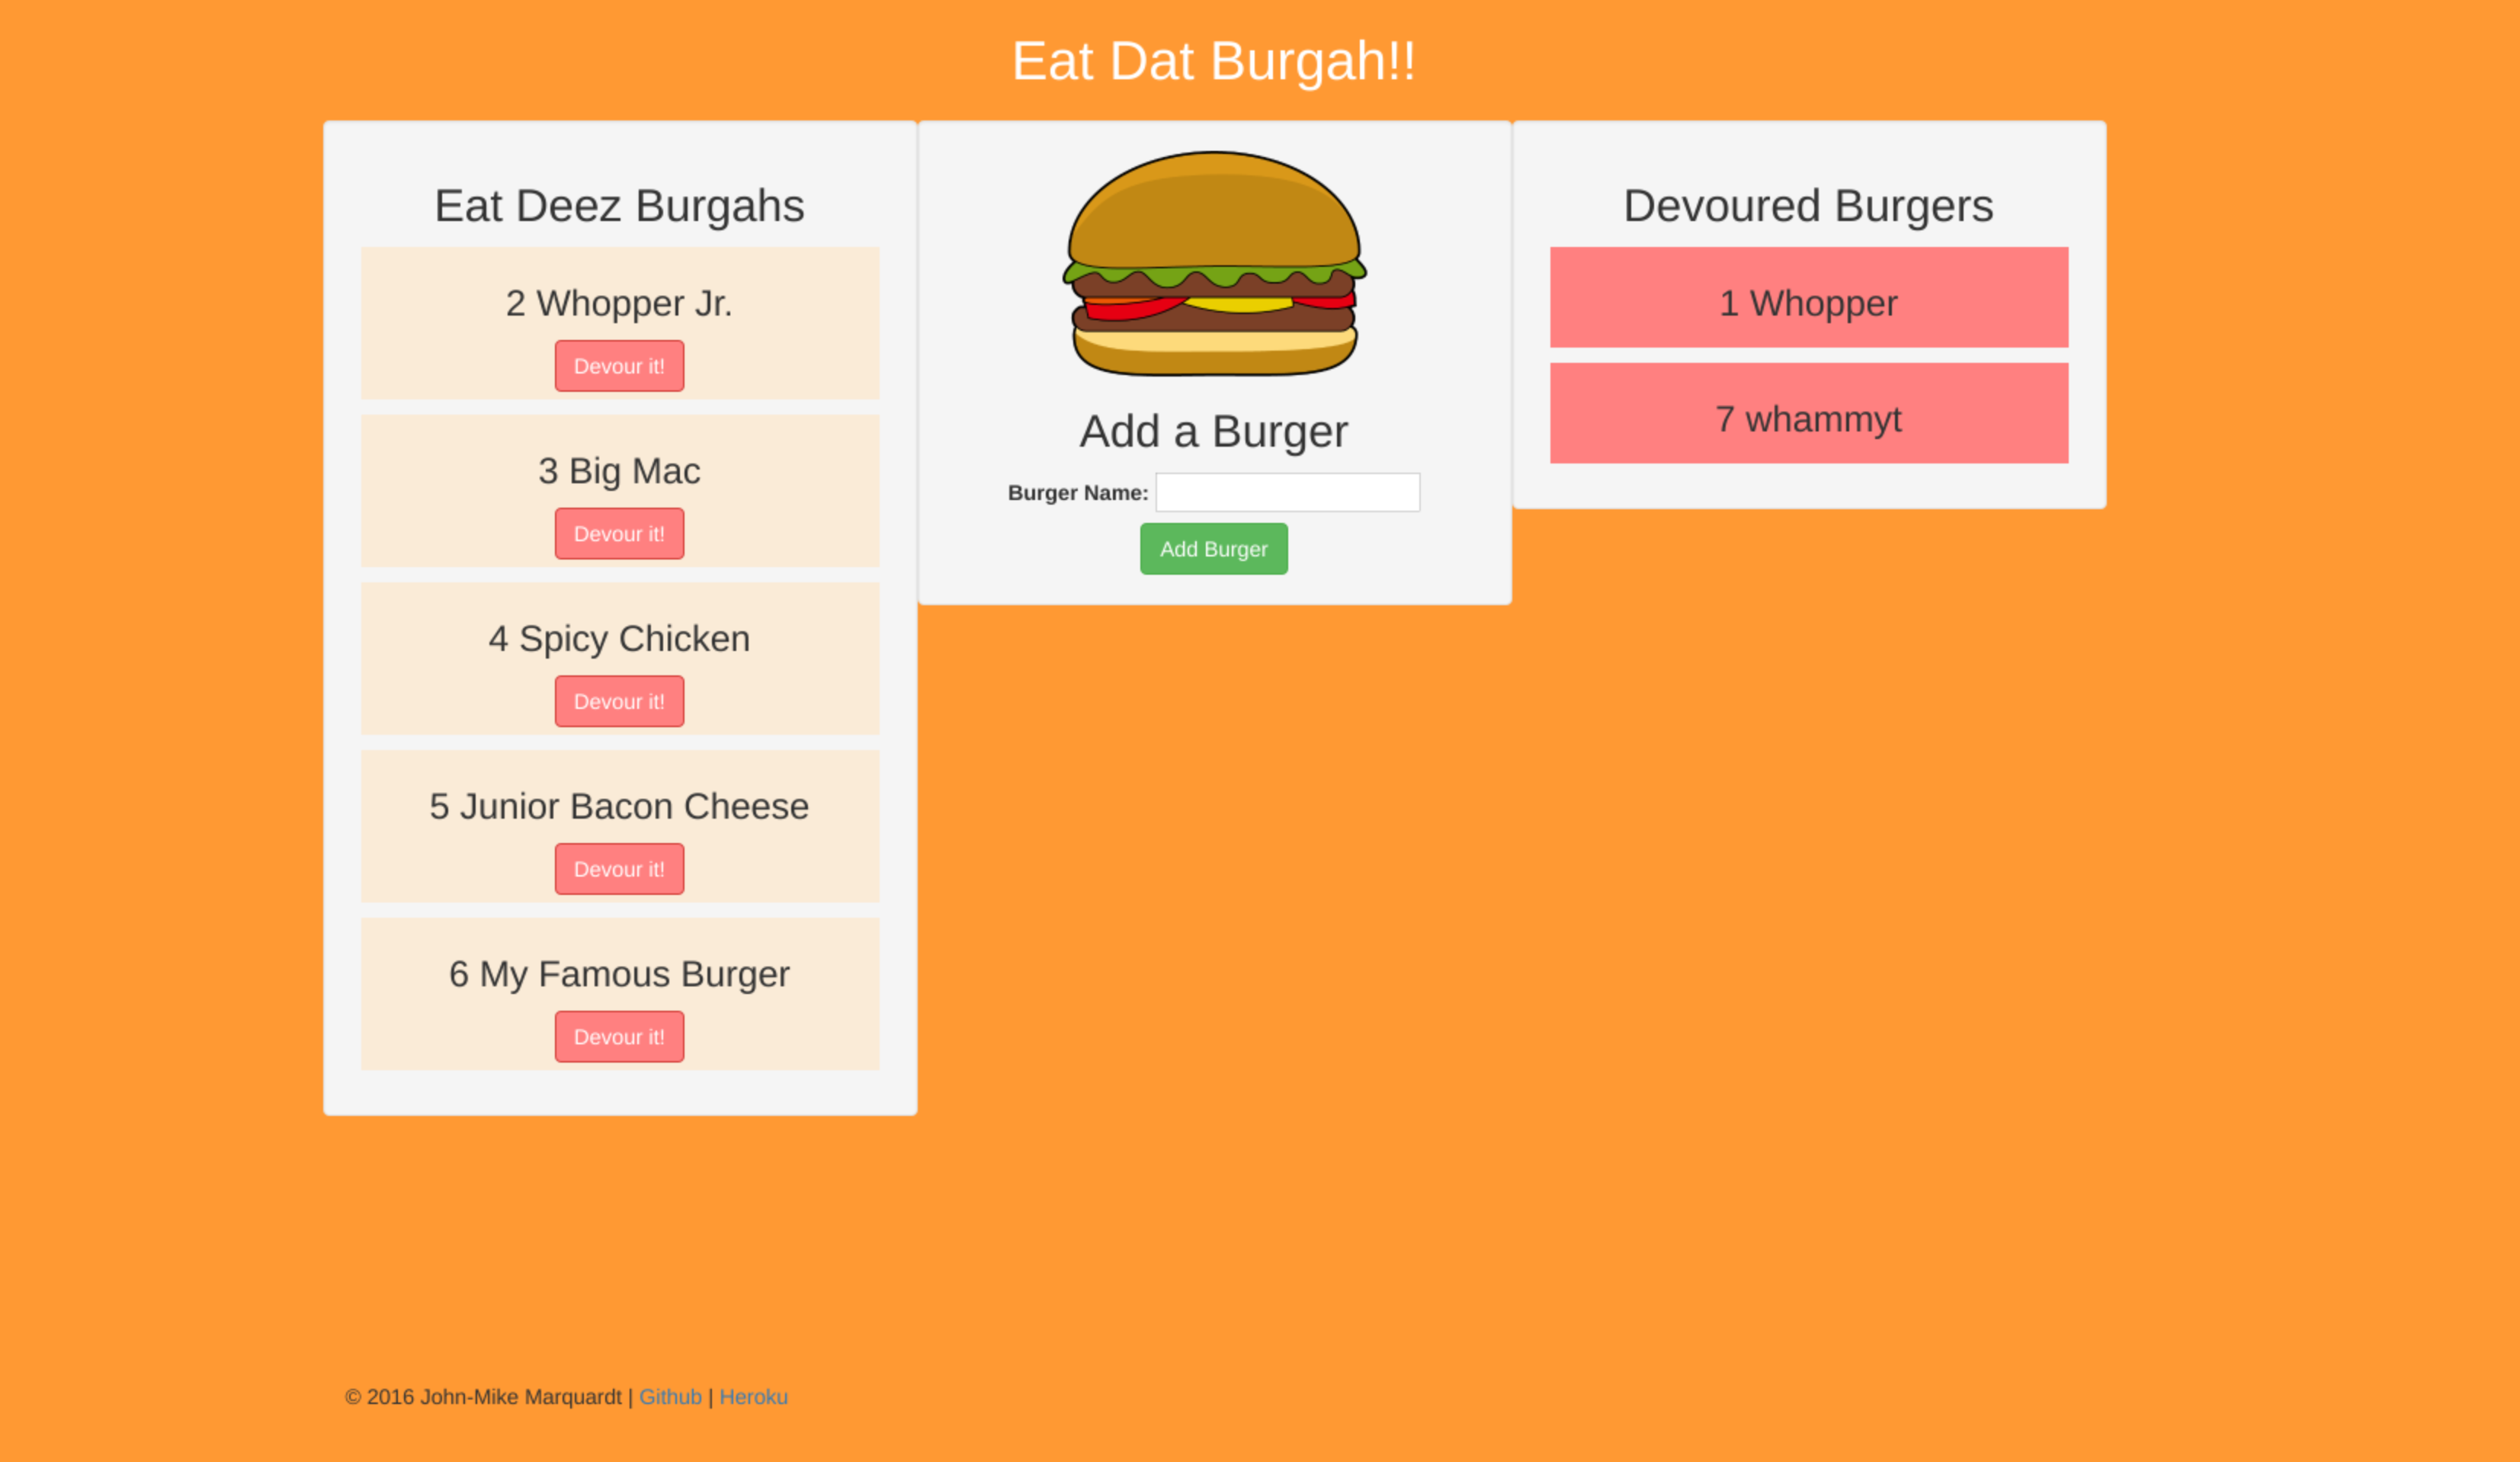 Eat Dat Burgah!!
Eat Deez Burgahs
2 Whopper Jr.
Devour it!
3 Big Mac
Devour it!
4 Spicy Chicken
Devour it!
5 Junior Bacon Cheese
Devour it!
6 My Famous Burger
Devour it!
Add a Burger
Burger Name:
Add Burger
Devoured Burgers
1 Whopper
7 whammyt
© 2016 John-Mike Marquardt | Github | Heroku